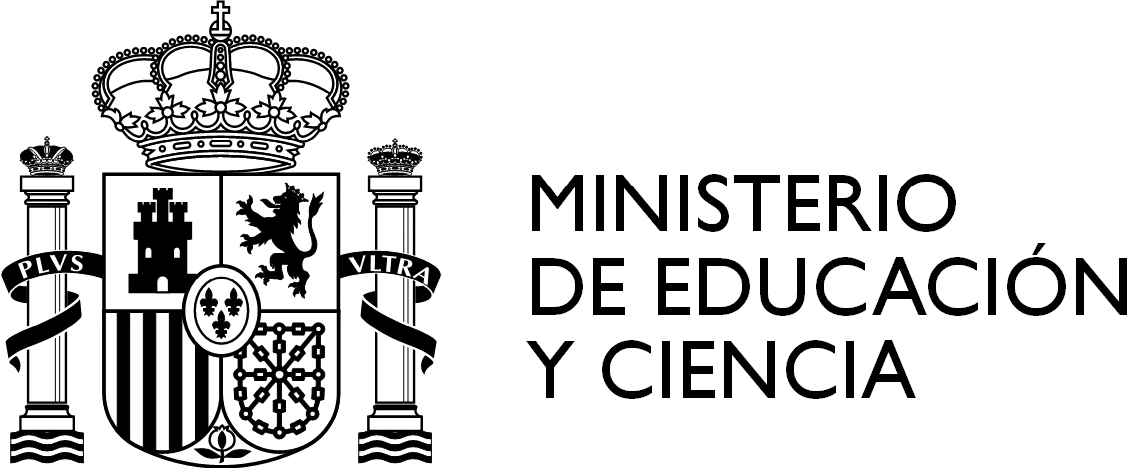 PLVS VLTRA
MINISTERIO
DE EDUCACIÓN
Y CIENCIA